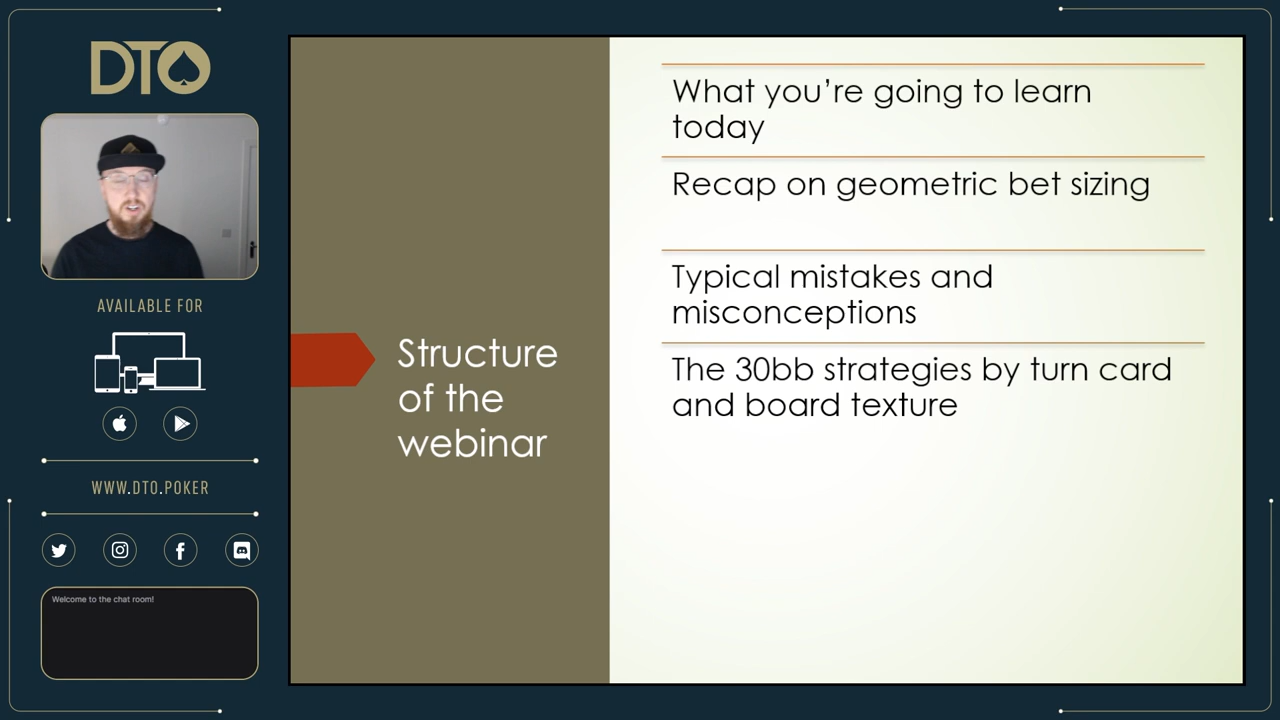 DTO
AVAILABLE FOR
WWW.DTO.POKER
Welcome to the chat room!
Structure
of the
webinar
What you’re going to learn
today
Recap on geometric bet sizing
Typical mistakes and
misconceptions
The 30bb strategies by turn card
and board texture